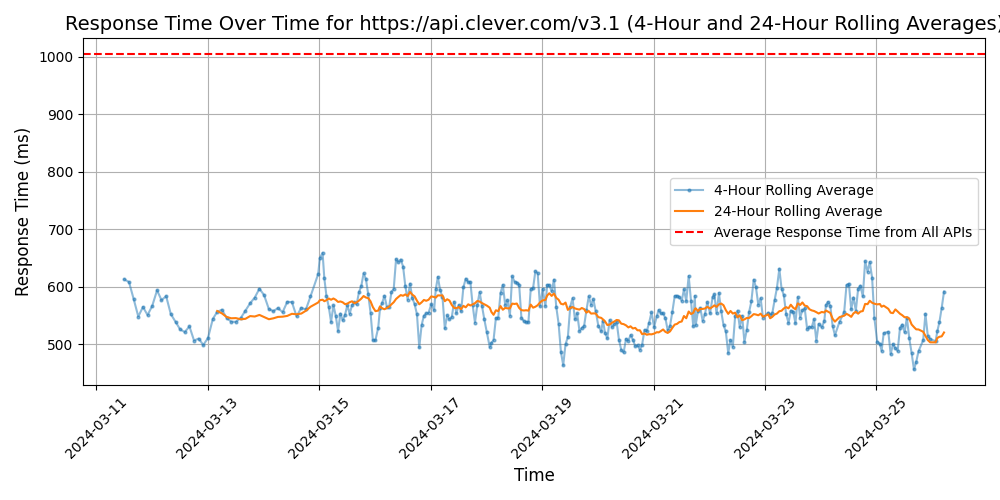 Response Time Over Time for https://api.clever.com/v3.1 (4-Hour and 24-Hour Rolling Averages)
1000
900
800
700
600
500
Response Time (ms)
4-Hour Rolling Average
24-Hour Rolling Average
Average Response Time from All APIs
2024-03-11
2024-03-13
2024-03-15
2024-03-17
2024-03-19
2024-03-21
2024-03-23
2024-03-25
Time